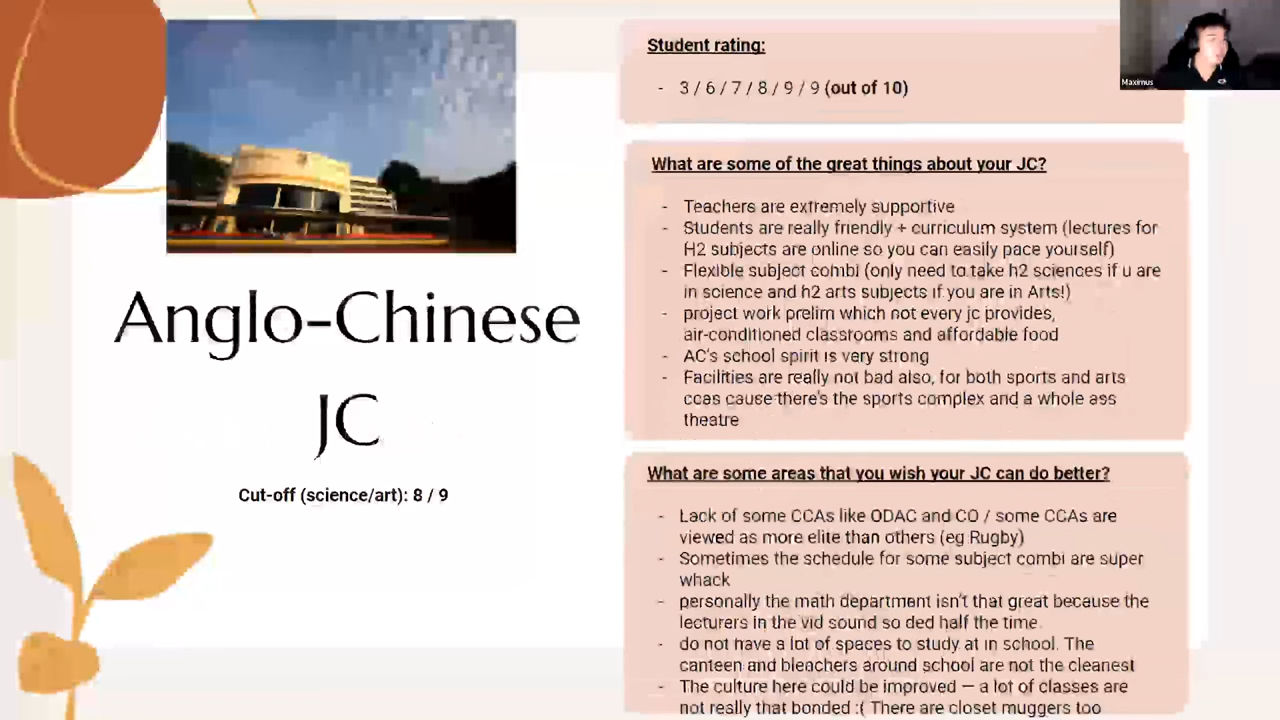 Anglo-Chinese
JC
Cut-off (science/art): 8 / 9
Student rating:
- 3 / 6 / 7 / 8 / 9 / 9 (out of 10)
What are some of the great things about your JC?
- Teachers are extremely supportive
- Students are really friendly + curriculum system (lectures for
H2 subjects are online so you can easily pace yourself)
- Flexible subject combi (only need to take h2 sciences if u are
in science and h2 arts subjects if you are in Arts!)
- project work prelim which not every jc provides,
air-conditioned classrooms and affordable food
- AC's school spirit is very strong
- Facilities are really not bad also, for both sports and arts
ccas cause there's the sports complex and a whole ass
theatre
What are some areas that you wish your JC can do better?
- Lack of some CCAs like ODAC and CO / some CCAs are
viewed as more elite than others (eg Rugby)
- Sometimes the schedule for some subject combi are super
whack
- personally the math department isn't that great because the
lecturers in the vid sound so ded half the time.
- do not have a lot of spaces to study at in school. The
canteen and bleachers around school are not the cleanest
- The culture here could be improved — a lot of classes are
not really that bonded :( There are closet muggers too
Maximus